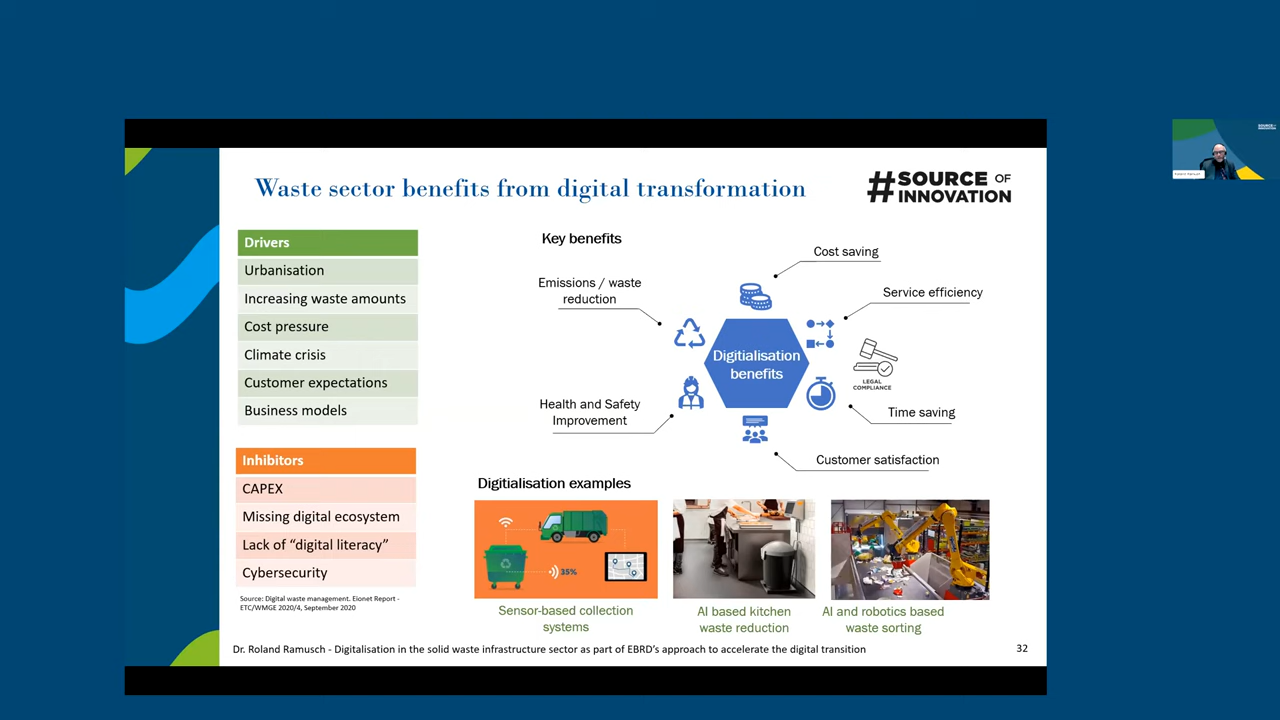 Waste sector benefits from digital transformation
#SOURCE OF
INNOVATION
Drivers
Urbanisation
Increasing waste amounts
Cost pressure
Climate crisis
Customer expectations
Business models
Inhibitors
CAPEX
Missing digital ecosystem
Lack of “digital literacy”
Cybersecurity
Source: Digital waste management. Eionet Report -
ETC/WMGE 2020/4, September 2020
Key benefits
Cost saving
Emissions / waste
reduction
Service efficiency
Digitialisation
benefits
LEGAL
COMPLIANCE
Health and Safety
Improvement
Time saving
Customer satisfaction
Digitialisation examples
35%
Sensor-based collection
systems
AI based kitchen
waste reduction
AI and robotics based
waste sorting
Dr. Roland Ramusch - Digitalisation in the solid waste infrastructure sector as part of EBRD’s approach to accelerate the digital transition
32
SOURCE OF
INNOVATION